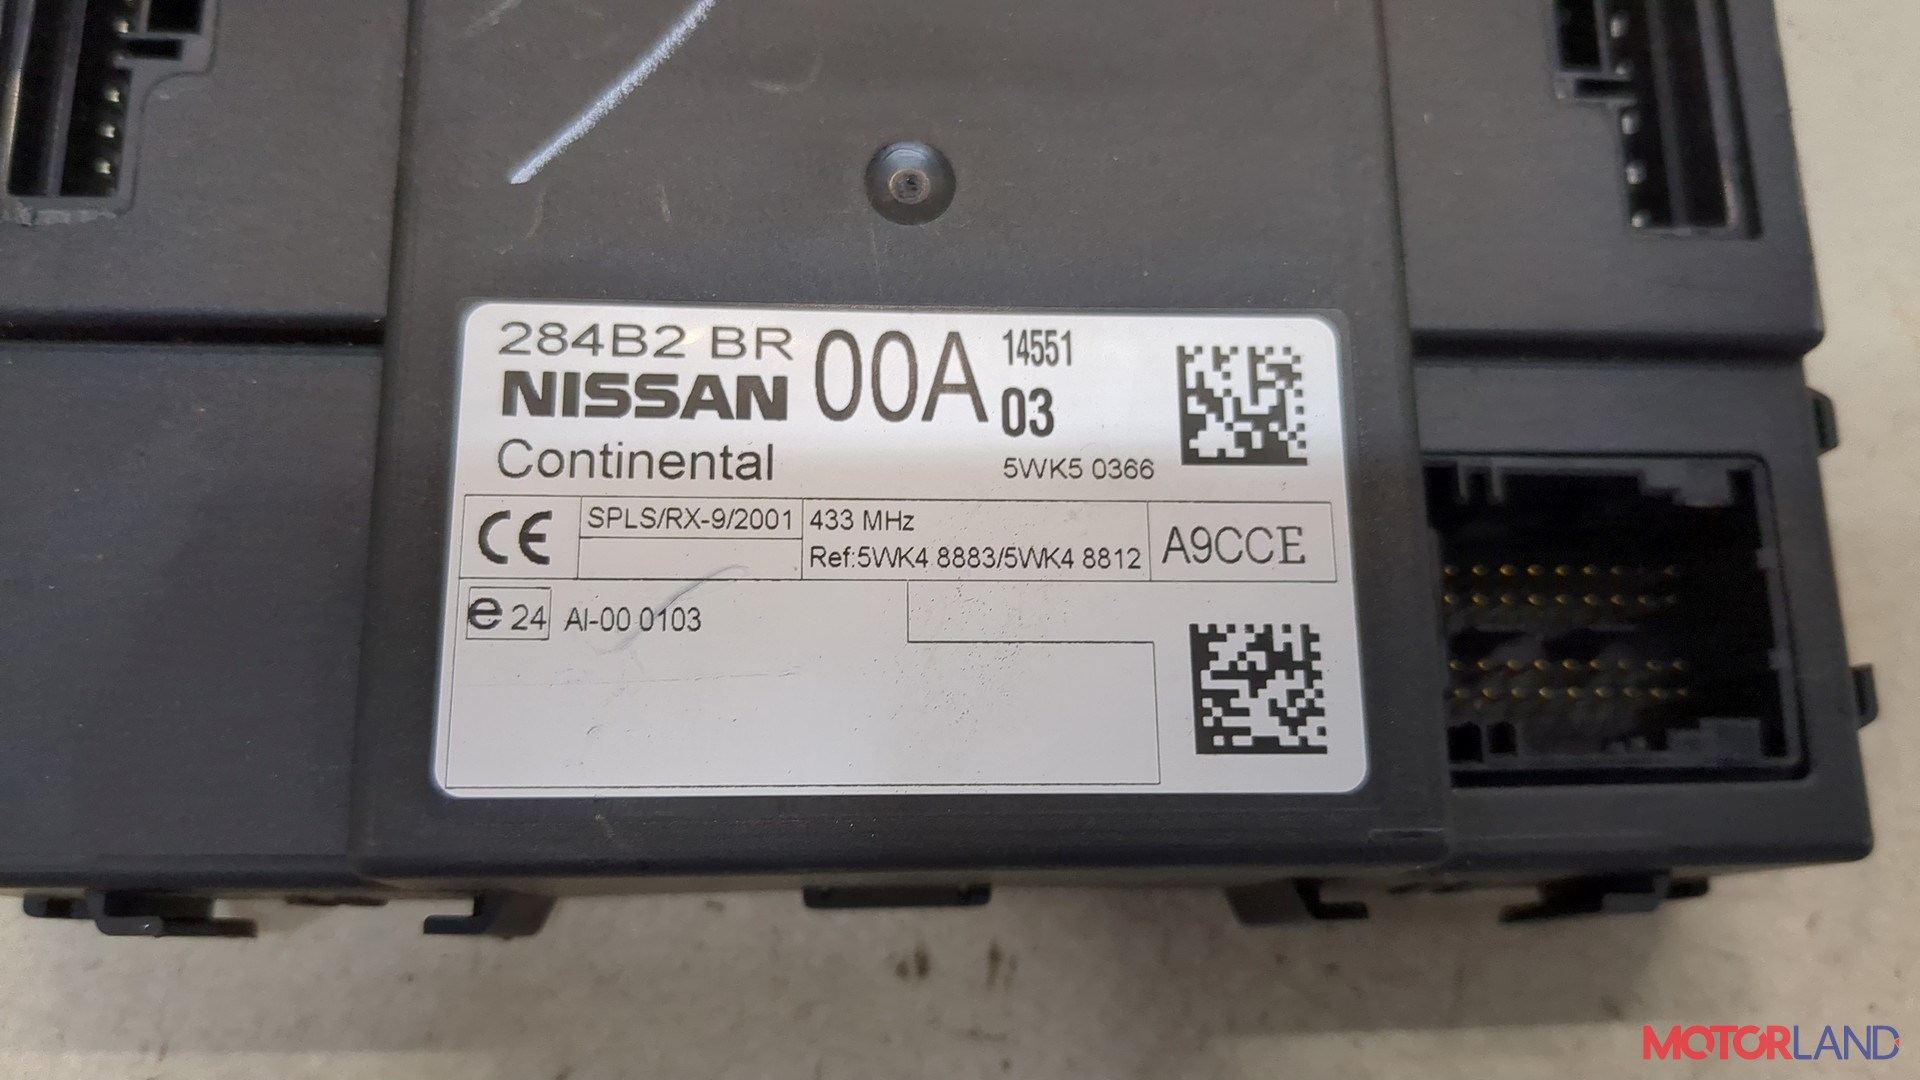 284B2 BR 00A 14551
NISSAN 03
Continental 5WK5 0366
CE SPLS/RX-9/2001 433 MHz A9CCE
Ref:5WK4 8883/5WK4 8812
e 24 AI-00 0103
MOTORLAND